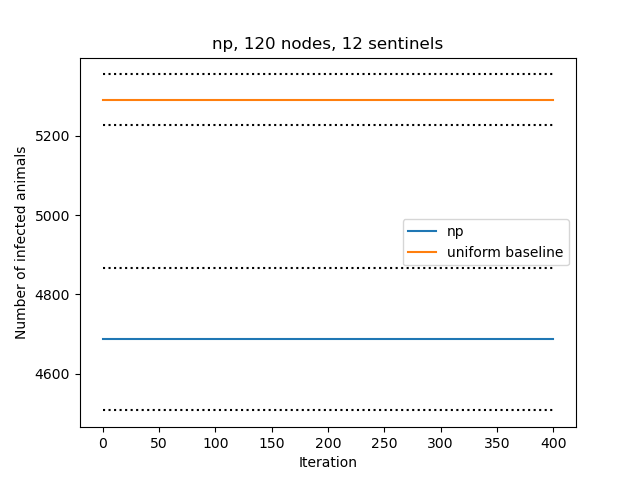 np, 120 nodes, 12 sentinels
Number of infected animals
5200
5000
4800
4600
np
uniform baseline
0 50 100 150 200 250 300 350 400
Iteration